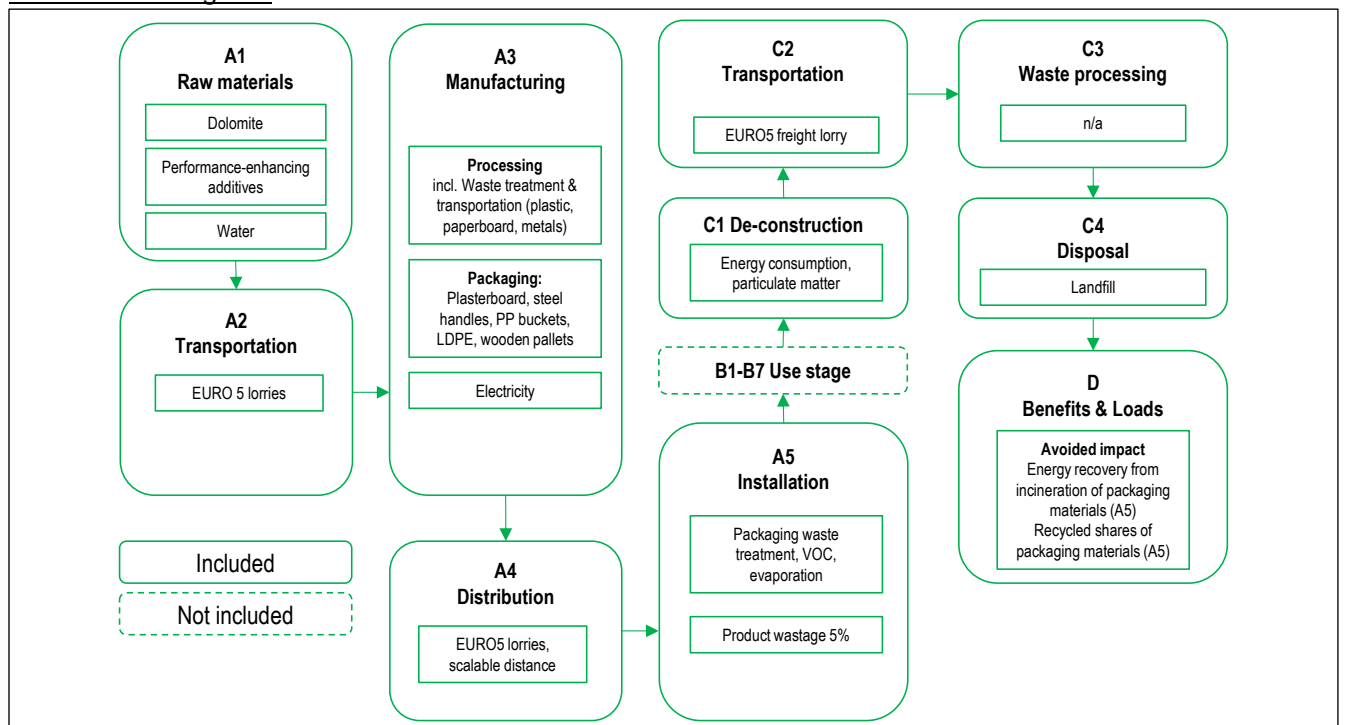 A1
Raw materials
Dolomite
Performance-enhancing
additives
Water
A2
Transportation
EURO 5 lorries
A3
Manufacturing
Processing
incl. Waste treatment &
transportation (plastic,
paperboard, metals)
Packaging:
Plasterboard, steel
handles, PP buckets,
LDPE, wooden pallets
Electricity
A4
Distribution
EURO5 lorries,
scalable distance
A5
Installation
Packaging waste
treatment, VOC,
evaporation
Product wastage 5%
B1-B7 Use stage
C1 De-construction
Energy consumption,
particulate matter
C2
Transportation
EURO5 freight lorry
C3
Waste processing
n/a
C4
Disposal
Landfill
D
Benefits & Loads
Avoided impact
Energy recovery from
incineration of packaging
materials (A5)
Recycled shares of
packaging materials (A5)
Included
Not included